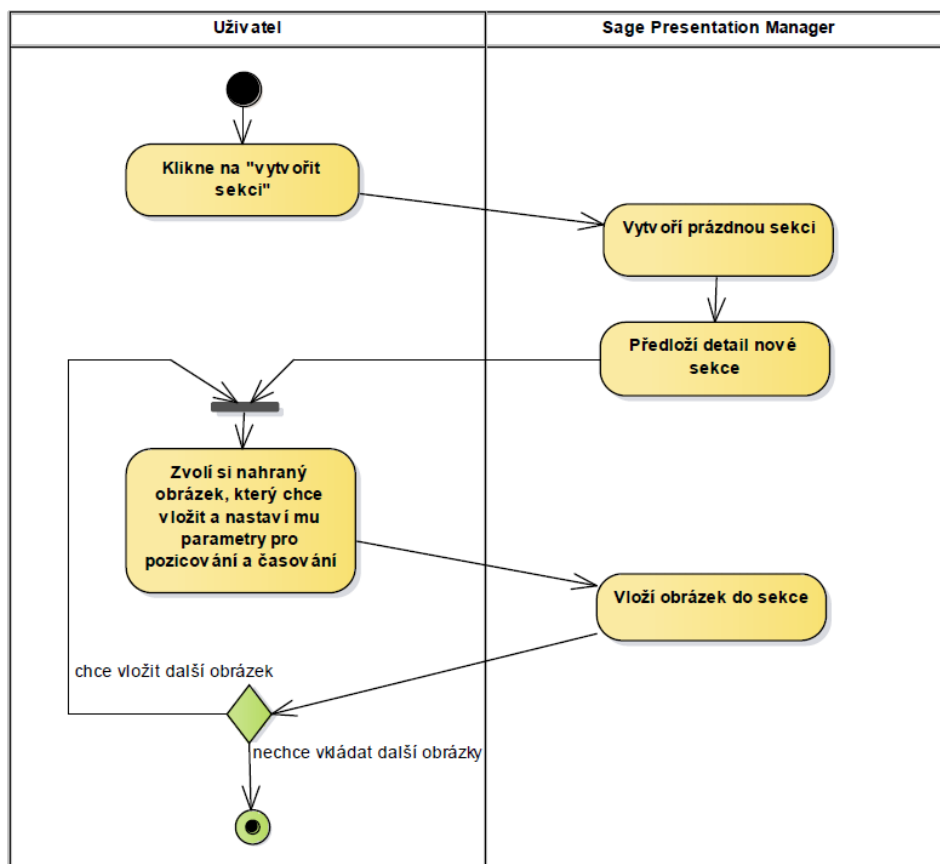 Uživatel
Sage Presentation Manager
Klikne na "vytvořit
sekci"
Vytvoří prázdnou sekci
Předloží detail nové
sekce
Zvolí si nahraný
obrázek, který chce
vložit a nastaví mu
parametry pro
pozicování a časování
Vloží obrázek do sekce
chce vložit další obrázek
nechce vkládat další obrázky